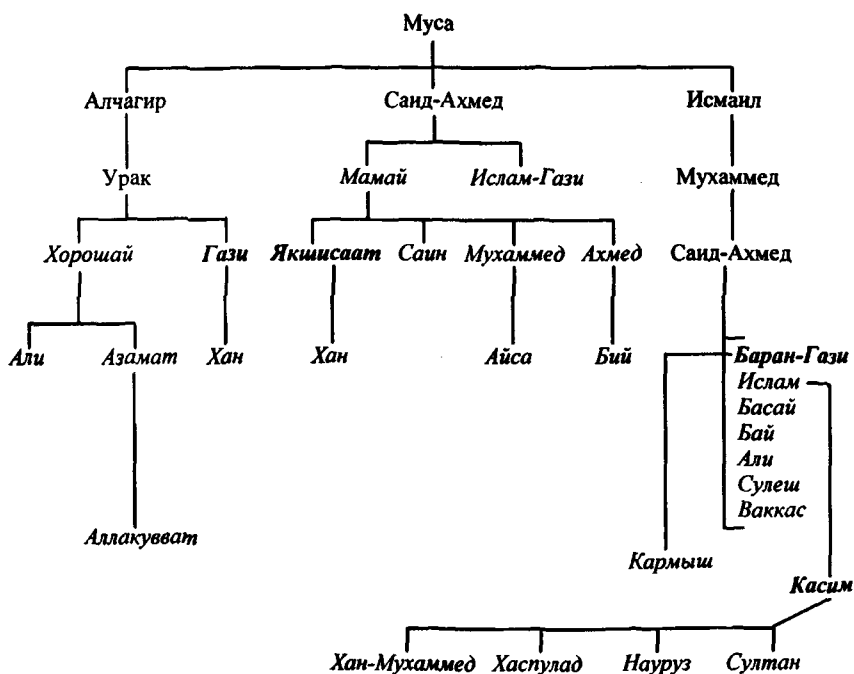 Муса
Алчагир Саид-Ахмед Исмаил
Урак Мамай Ислам-Гази Мухаммед
Хорошай Гази Якшисаат Саин Мухаммед Ахмед Саид-Ахмед
Али Азамат Хан Хан Айса Бий Баран-Гази
Ислам
Басай
Бай
Али
Сулеш
Ваккас
Аллакувват
Кармыш
Касим
Хан-Мухаммед Хаспулад Науруз Султан